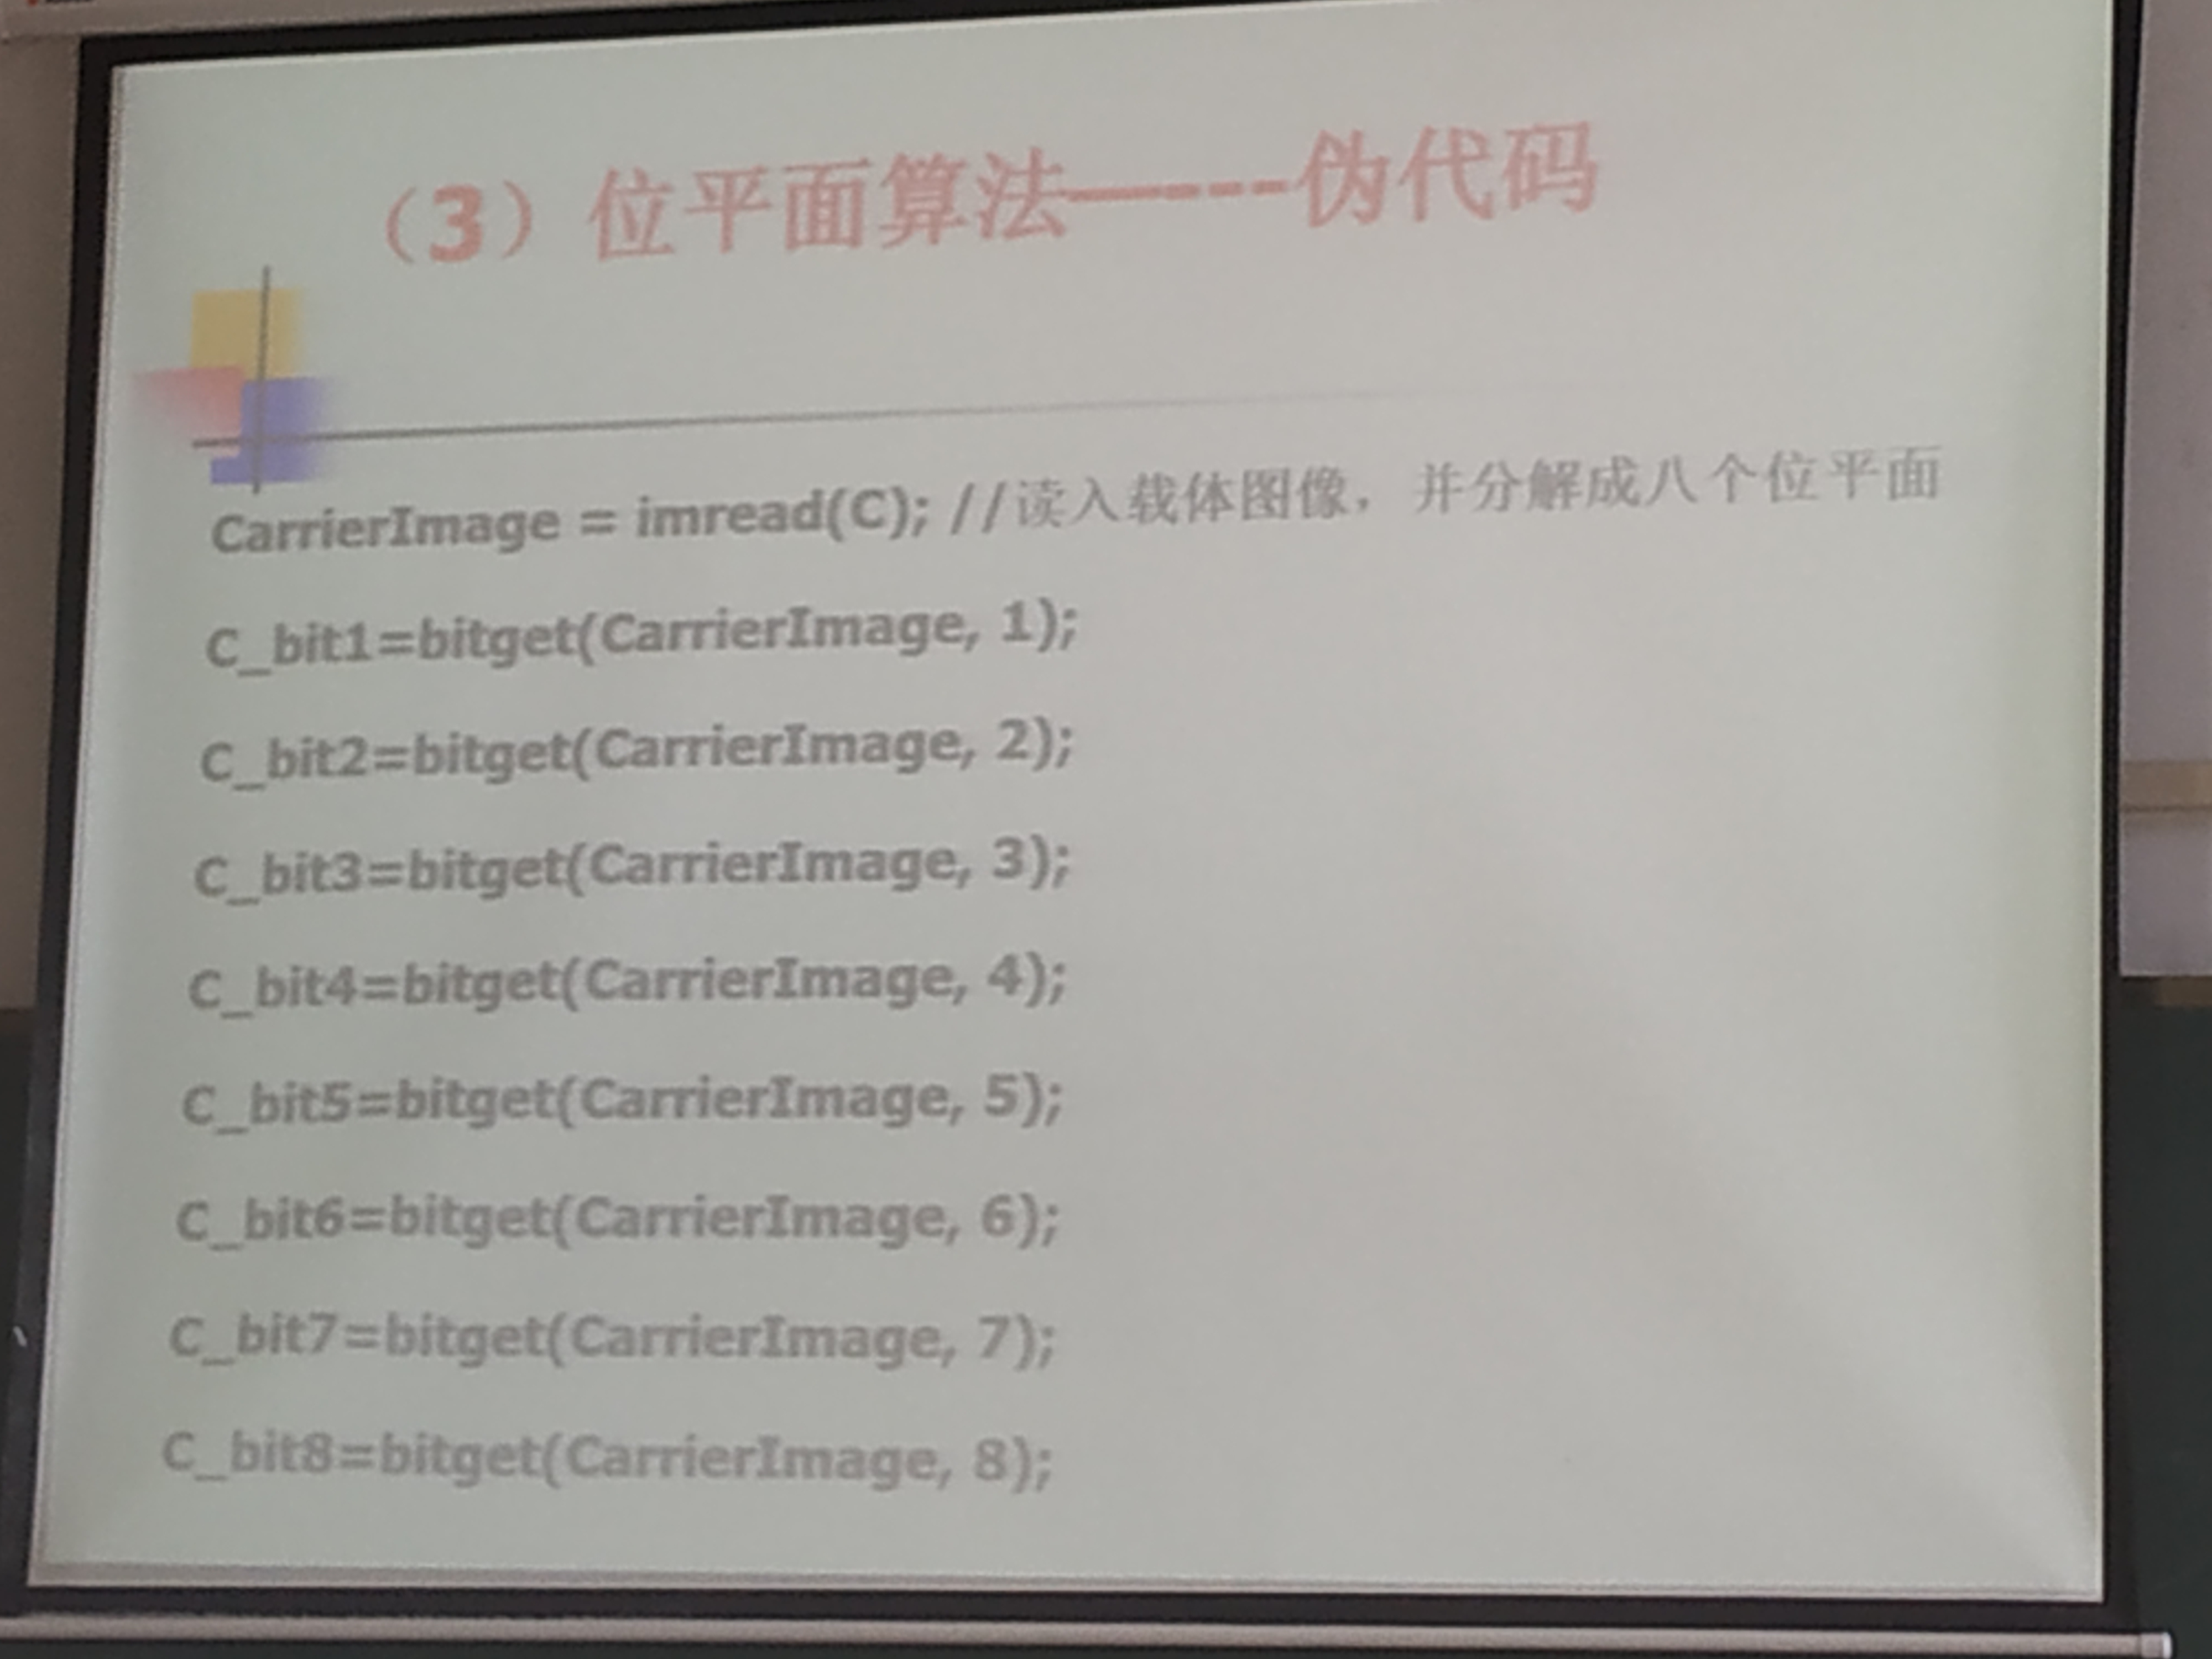 （3）位平面算法—---伪代码
CarrierImage = imread(C); //读入载体图像，并分解成八个位平面
C_bit1=bitget(CarrierImage, 1);
C_bit2=bitget(CarrierImage, 2);
C_bit3=bitget(CarrierImage, 3);
C_bit4=bitget(CarrierImage, 4);
C_bit5=bitget(CarrierImage, 5);
C_bit6=bitget(CarrierImage, 6);
C_bit7=bitget(CarrierImage, 7);
C_bit8=bitget(CarrierImage, 8);